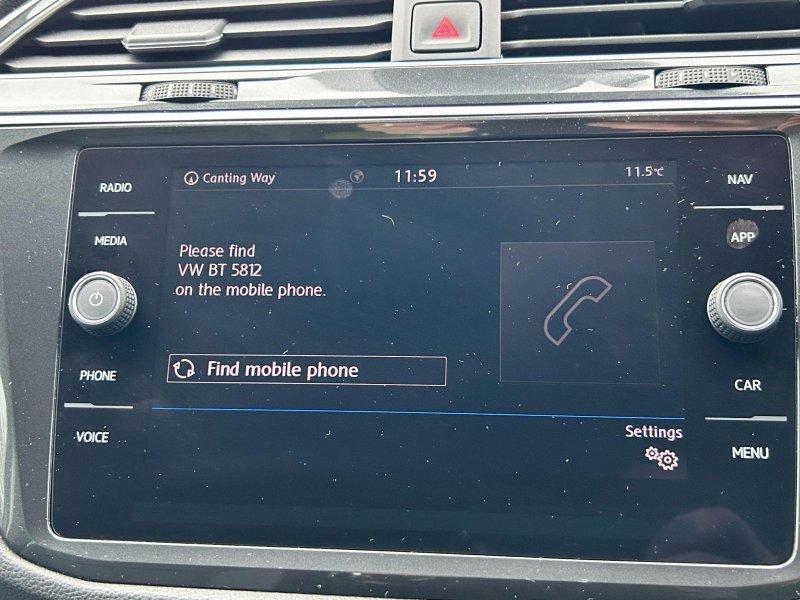 RADIO
MEDIA
PHONE
VOICE
Canting Way
11:59
11.5°C
Please find
VW BT 5812
on the mobile phone.
Find mobile phone
Settings
NAV
APP
CAR
MENU